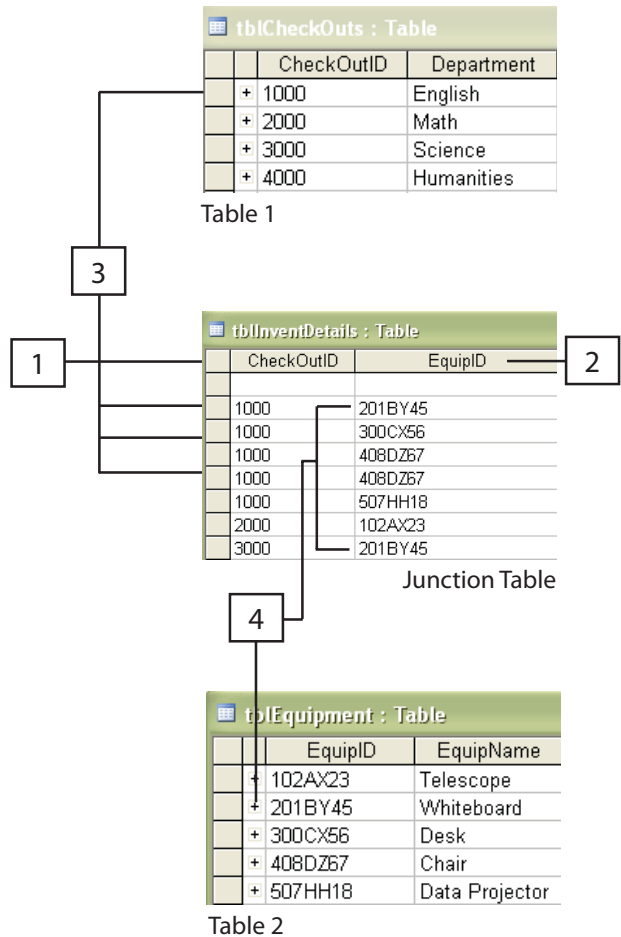 tblCheckOuts : Table
CheckOutID Department
1000 English
2000 Math
3000 Science
4000 Humanities
Table 1
3
tblInventDetails : Table
1 CheckOutID EquipID 2
1000 201BY45
1000 300CX56
1000 408DZ67
1000 408DZ67
1000 507HH18
2000 102AX23
3000 201BY45
Junction Table
4
tblEquipment : Table
EquipID EquipName
102AX23 Telescope
201BY45 Whiteboard
300CX56 Desk
408DZ67 Chair
507HH18 Data Projector
Table 2